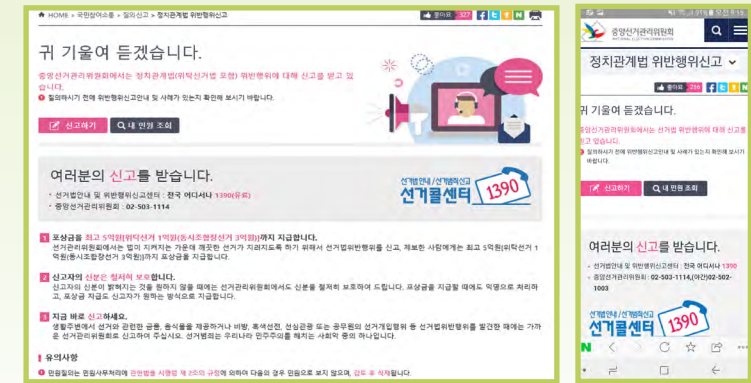 HOME > 국민참여소통 > 질의신고 > 정치관계법 위반행위신고
좋아요 327
귀 기울여 듣겠습니다.
중앙선거관리위원회에서는 정치관계법(위탁선거법 포함) 위반행위에 대해 신고를 받고 있
습니다.
질의하시기 전에 위반행위신고안내 및 사례가 있는지 확인해 보시기 바랍니다.
신고하기
내 민원 조회
여러분의 신고를 받습니다.
선거법안내 및 위반행위신고센터 : 전국 어디서나 1390(유료)
중앙선거관리위원회 : 02-503-1114
선거법안내/선거범죄신고
선거콜센터 1390
1 포상금을 최고 5억원[위탁선거 1억원(동시조합장선거 3억원)]까지 지급합니다.
선거관리위원회에서는 법이 지켜지는 가운데 깨끗한 선거가 치러지도록 하기 위해서 선거법위반행위를 신고, 제보한 사람에게는 최고 5억원[위탁선거 1
억원(동시조합장선거 3억원)]까지 포상금을 지급합니다.
2 신고자의 신분은 철저히 보호합니다.
신고자의 신분이 밝혀지는 것을 원하지 않을 때에는 선거관리위원회에서도 신분을 철저히 보호하여 드립니다. 포상금을 지급할 때에도 익명으로 처리하
고, 포상금 지급도 신고자가 원하는 방식으로 지급합니다.
3 지금 바로 신고하세요.
생활주변에서 선거와 관련한 금품, 음식물을 제공하거나 비방, 흑색선전, 선심관광 또는 공무원의 선거개입행위 등 선거법위반행위를 발견한 때에는 가까
운 선거관리위원회로 신고하여 주십시오. 선거범죄는 우리나라 민주주의를 해치는 사회악 중의 하나입니다.
유의사항
민원질의는 민원사무처리에 관한법률 시행령 제 2조의 규정에 의하여 다음의 경우 민원으로 보지 않으며, 검토 후 삭제됩니다.
중앙선거관리위원회
정치관계법 위반행위신고
좋아요 266
귀 기울여 듣겠습니다.
중앙선거관리위원회에서는 선거법 위반행위에 대해 신고를
받고 있습니다.
질의하시기 전에 위반행위신고안내 및 사례가 있는지 확인해 보시기
바랍니다.
신고하기
내 민원 조회
여러분의 신고를 받습니다.
선거법안내 및 위반행위신고센터 : 전국 어디서나 1390
중앙선거관리위원회 : 02-503-1114,(야간)02-502-
1003
선거법안내/선거범죄신고
선거콜센터 1390
N